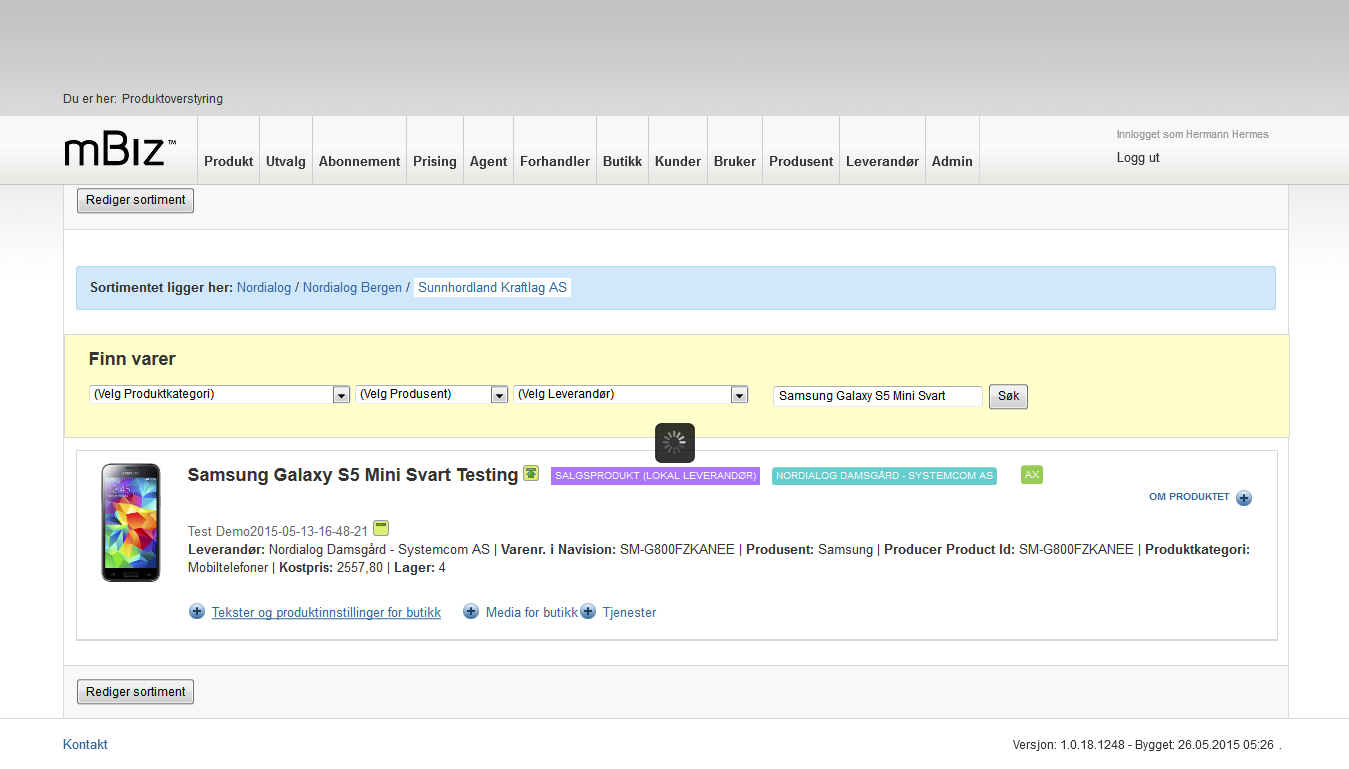 Du er her: Produktoverstyring
mBiz™
Produkt Utvalg Abonnement Prising Agent Forhandler Butikk Kunder Bruker Produsent Leverandør Admin
Innlogget som Hermann Hermes
Logg ut
Rediger sortiment
Sortimentet ligger her: Nordialog / Nordialog Bergen / Sunnhordland Kraftlag AS
Finn varer
(Velg Produktkategori) (Velg Produsent) (Velg Leverandør) Samsung Galaxy S5 Mini Svart Søk
Samsung Galaxy S5 Mini Svart Testing SALGSPRODUKT (LOKAL LEVERANDØR) NORDIALOG DAMSGÅRD - SYSTEMCOM AS AX
OM PRODUKTET
Test Demo2015-05-13-16-48-21
Leverandør: Nordialog Damsgård - Systemcom AS | Varenr. i Navision: SM-G800FZKANEE | Produsent: Samsung | Producer Product Id: SM-G800FZKANEE | Produktkategori:
Mobiltelefoner | Kostpris: 2557,80 | Lager: 4
Tekster og produktinnstillinger for butikk Media for butikk Tjenester
Rediger sortiment
Kontakt
Versjon: 1.0.18.1248 - Bygget: 26.05.2015 05:26 .